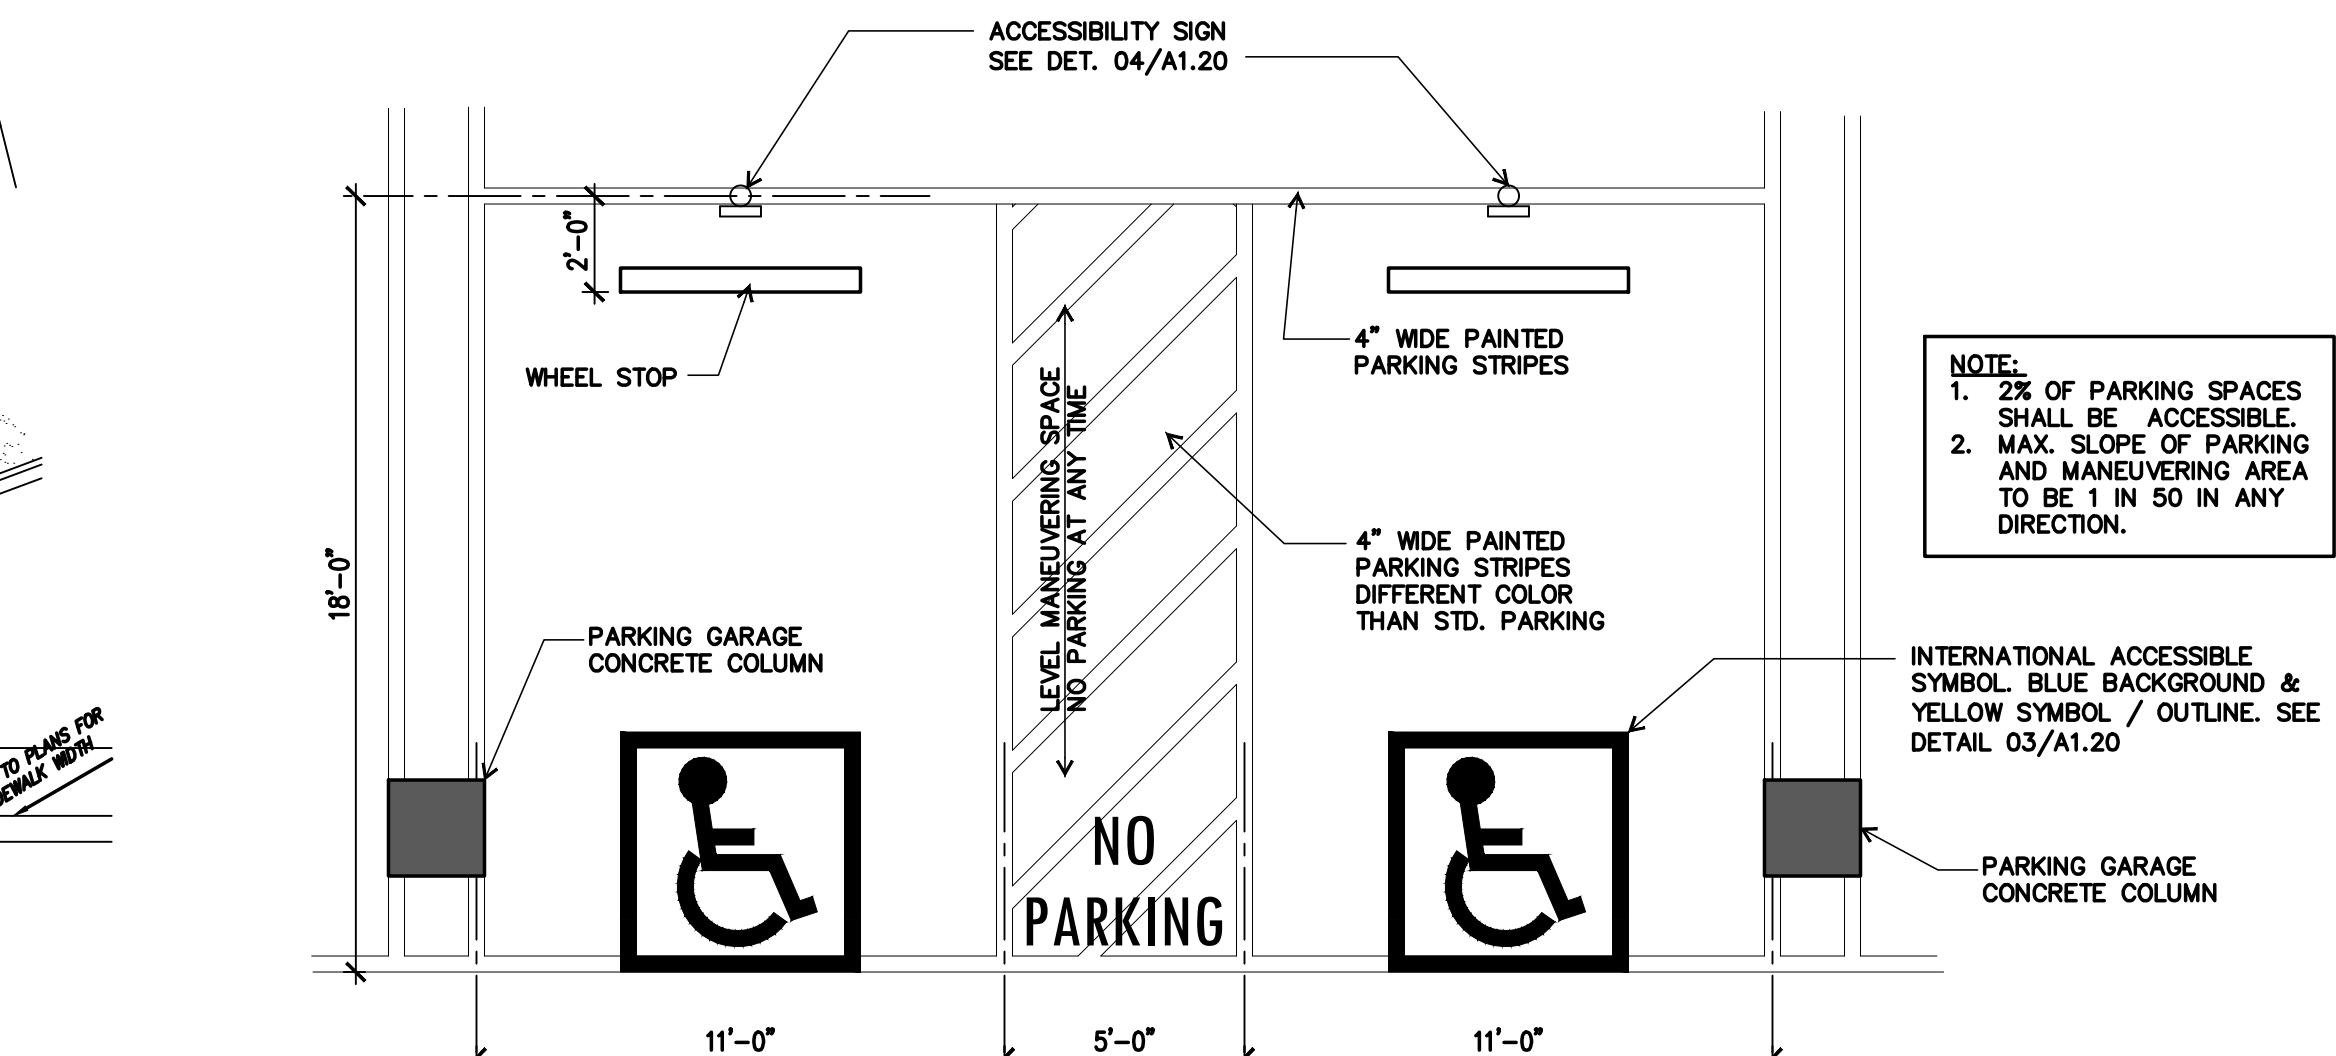 ACCESSIBILITY SIGN
SEE DET. 04/A1.20
2'-0"
WHEEL STOP
4" WIDE PAINTED
PARKING STRIPES
NOTE:
1. 2% OF PARKING SPACES
SHALL BE ACCESSIBLE.
2. MAX. SLOPE OF PARKING
AND MANEUVERING AREA
TO BE 1 IN 50 IN ANY
DIRECTION.
LEVEL MANEUVERING SPACE
NO PARKING AT ANY TIME
18'-0"
4" WIDE PAINTED
PARKING STRIPES
DIFFERENT COLOR
THAN STD. PARKING
PARKING GARAGE
CONCRETE COLUMN
INTERNATIONAL ACCESSIBLE
SYMBOL. BLUE BACKGROUND &
YELLOW SYMBOL / OUTLINE. SEE
DETAIL 03/A1.20
TO PLANS FOR
WIDTH
NO
PARKING
PARKING GARAGE
CONCRETE COLUMN
11'-0"
5'-0"
11'-0"